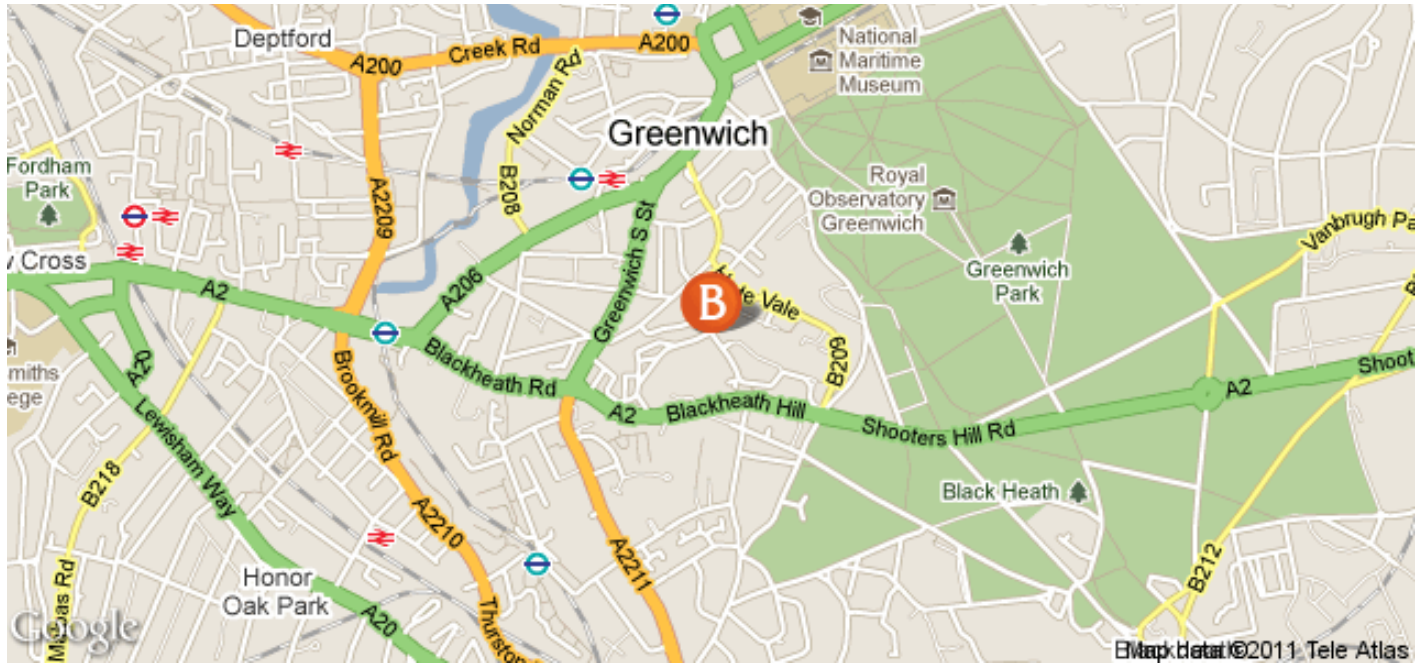 Deptford
Creek Rd
A200
A200
Norman Rd
National
Maritime
Museum
Greenwich
Fordham
Park
A2209
B208
Royal
Observatory
Greenwich
Greenwich
Park
Vanbrugh Pa
Cross
A2
A206
Greenwich S St
B
Vale
B209
A20
Blackheath Rd
A2
Blackheath Hill
Shooters Hill Rd
A2
Shoot
Brookmill Rd
Lewisham Way
B218
A2210
A2211
Black Heath
B212
Honor
Oak Park
A20
Google
Map data ©2011 Tele Atlas